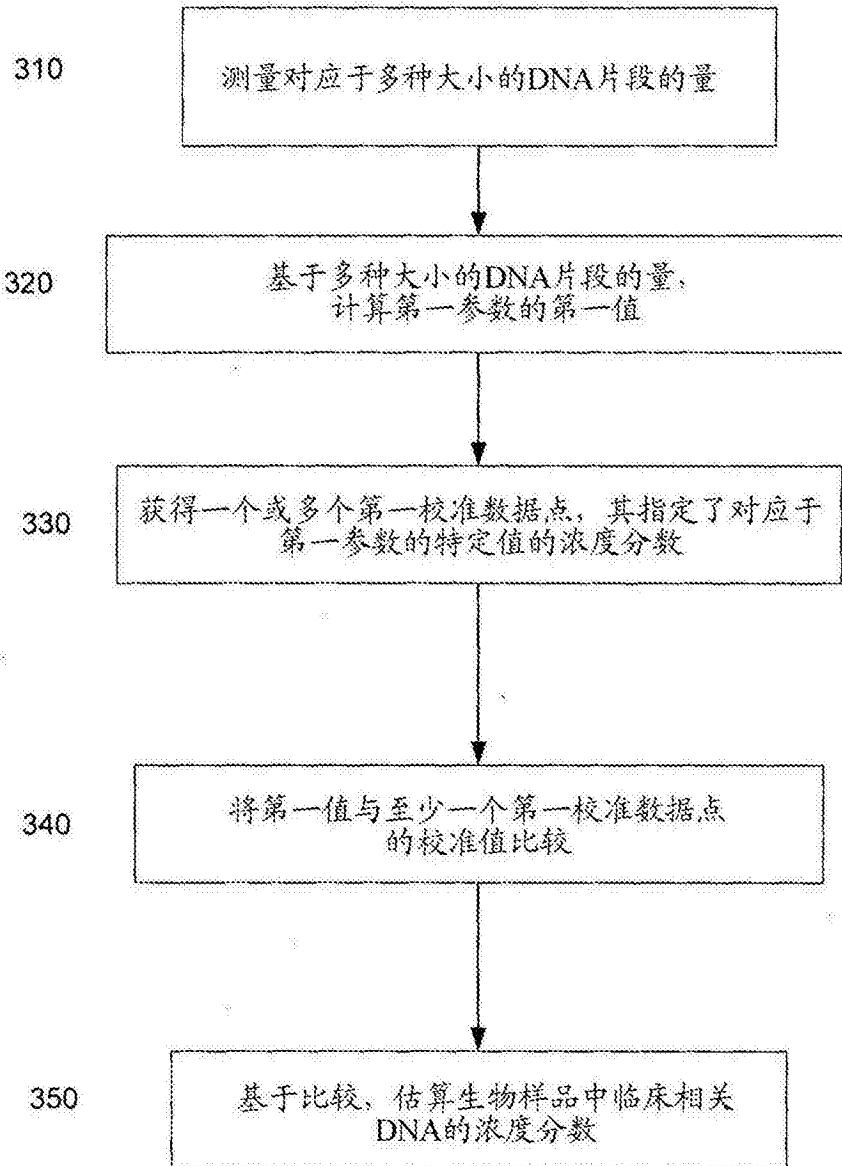 310
测量对应于多种大小的DNA片段的量
320
基于多种大小的DNA片段的量,
计算第一参数的第一值
330
获得一个或多个第一校准数据点，其指定了对应于
第一参数的特定值的浓度分数
340
将第一值与至少一个第一校准数据点
的校准值比较
350
基于比较、估算生物样品中临床相关
DNA的浓度分数